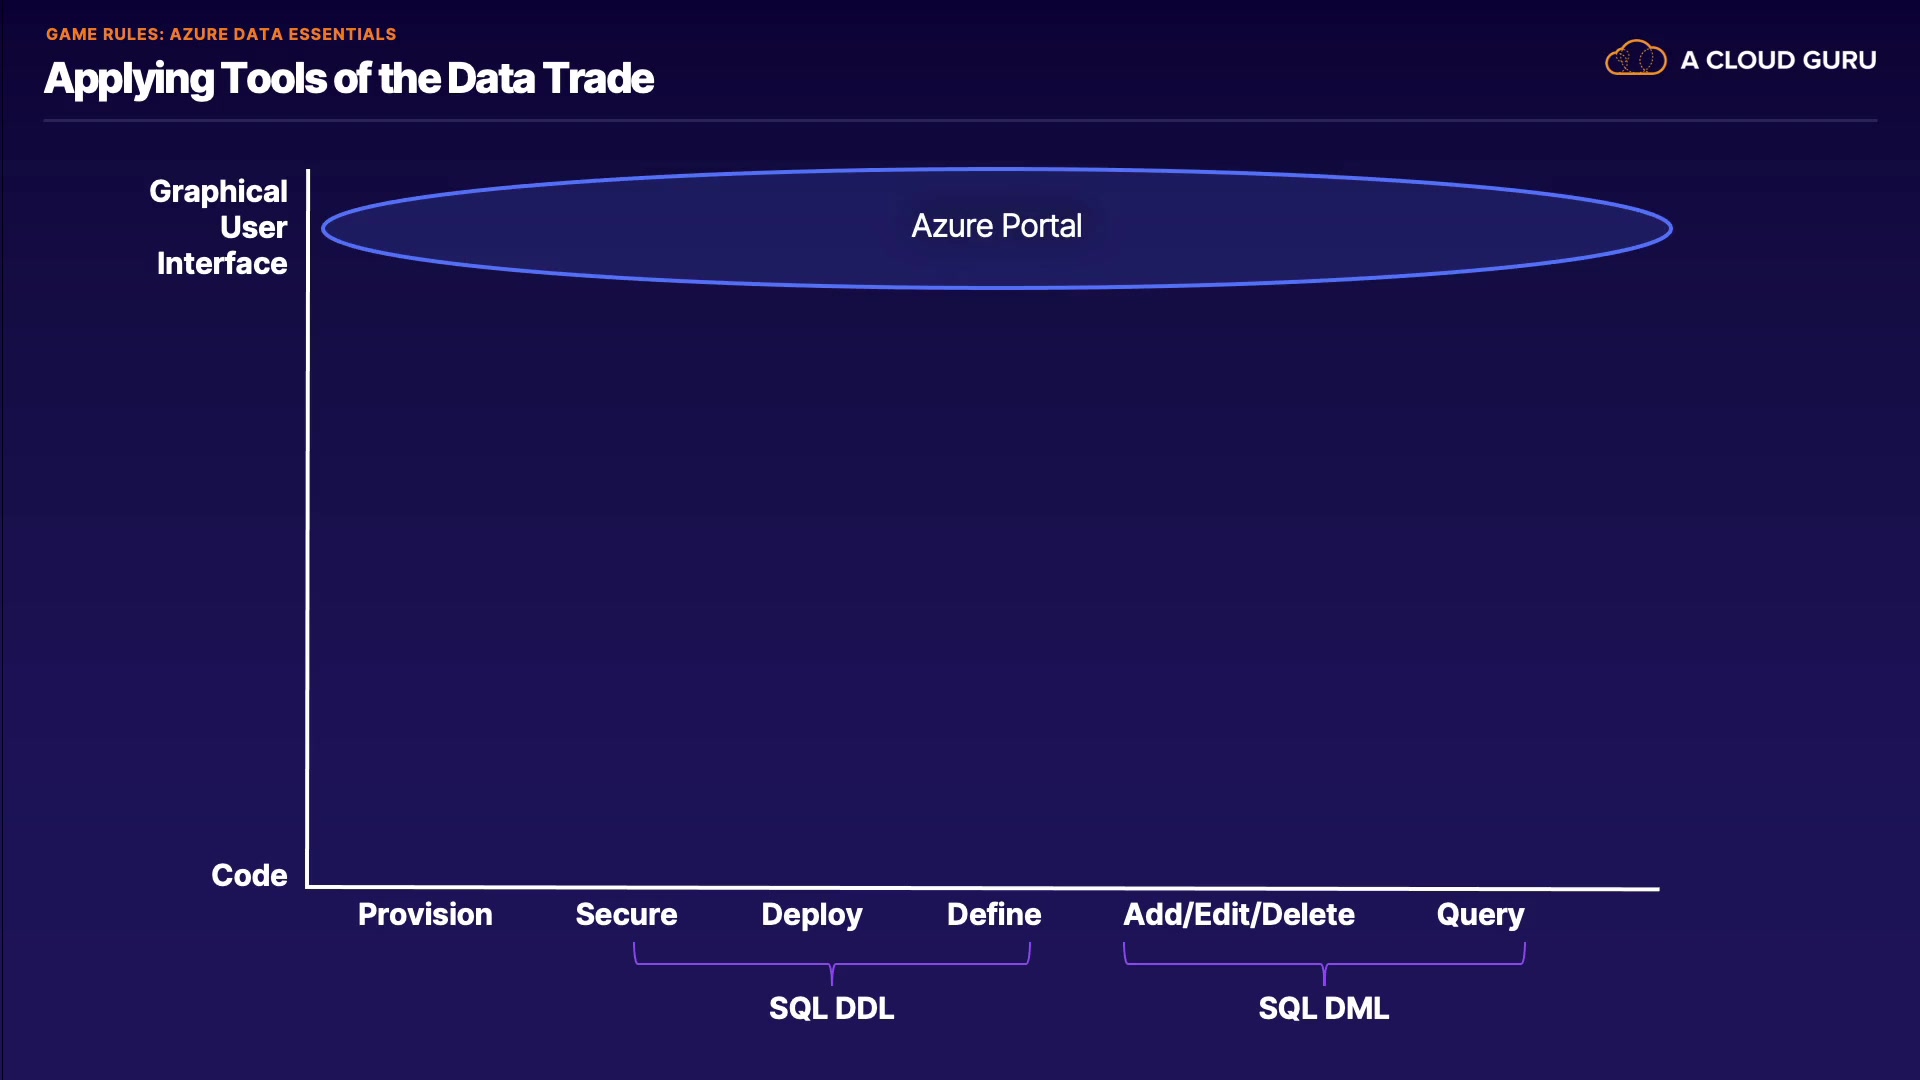 GAME RULES: AZURE DATA ESSENTIALS
Applying Tools of the Data Trade
A CLOUD GURU
Graphical
User
Interface
Azure Portal
Code
Provision
Secure
Deploy
Define
Add/Edit/Delete
Query
SQL DDL
SQL DML